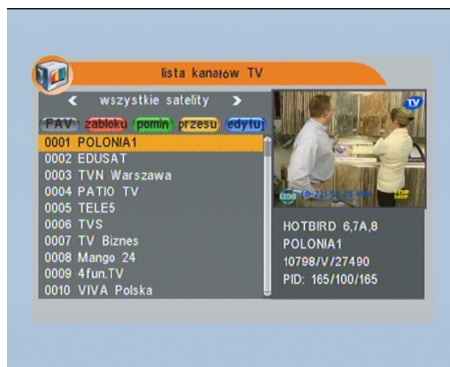 lista kanałów TV
wszystkie satelity
FAV zabloku pomiń przesu edytuj
0001 POLONIA1
0002 EDUSAT
0003 TVN Warszawa
0004 PATIO TV
0005 TELE5
0006 TVS
0007 TV Biznes
0008 Mango 24
0009 4fun.TV
0010 VIVA Polska
TV
HOTBIRD 6,7A,8
POLONIA1
10798/V/27490
PID: 165/100/165